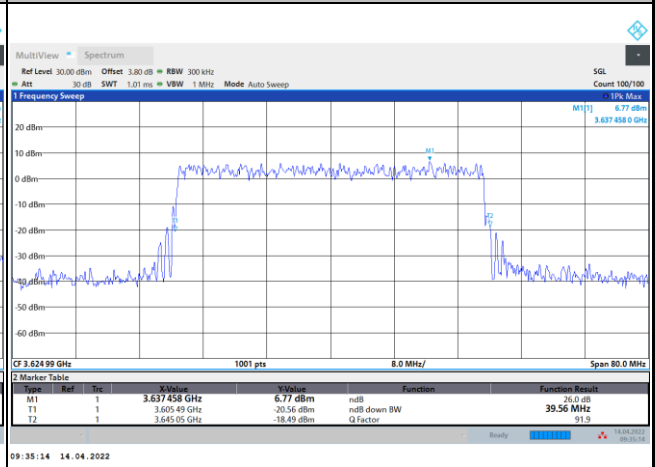 MultiView Spectrum
Ref Level 30.00 dBm Offset 3.80 dB RBW 300 kHz SGL
Att 30 dB SWT 1.01 ms VBW 1 MHz Mode Auto Sweep Count 100/100
1 Frequency Sweep 1Pk Max
M1[1] 6.77 dBm
3.637 458 0 GHz
20 dBm
M1
10 dBm
0 dBm
-10 dBm
T1
T2
-20 dBm
-30 dBm
-40 dBm
-50 dBm
-60 dBm
CF 3.624 99 GHz 1001 pts 8.0 MHz/ Span 80.0 MHz
2 Marker Table
Type Ref Trc X-Value Y-Value Function Function Result
M1 1 3.637 458 GHz 6.77 dBm ndB 26.0 dB
T1 1 3.605 49 GHz -20.56 dBm ndB down BW 39.56 MHz
T2 1 3.645 05 GHz -18.49 dBm Q Factor 91.9
Ready 14.04.2022
09:35:14
09:35:14 14.04.2022